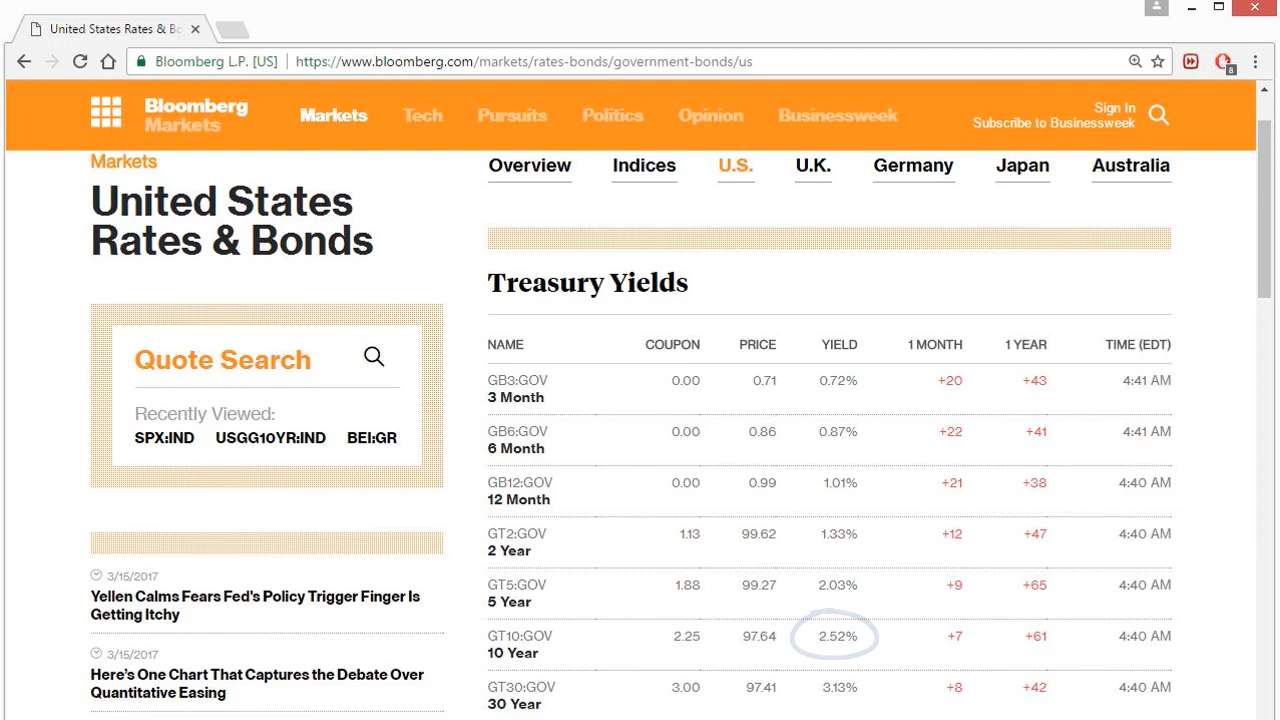 United States Rates & Bo
Bloomberg L.P. [US]
https://www.bloomberg.com/markets/rates-bonds/government-bonds/us
8
Bloomberg
Markets
Markets Tech Pursuits Politics Opinion Businessweek
Sign In
Subscribe to Businessweek
Markets
United States
Rates & Bonds
Overview Indices U.S. U.K. Germany Japan Australia
Quote Search
Recently Viewed:
SPX:IND USGG10YR:IND BEI:GR
3/15/2017
Yellen Calms Fears Fed's Policy Trigger Finger Is
Getting Itchy
3/15/2017
Here's One Chart That Captures the Debate Over
Quantitative Easing
Treasury Yields
NAME COUPON PRICE YIELD 1 MONTH 1 YEAR TIME (EDT)
GB3:GOV 0.00 0.71 0.72% +20 +43 4:41 AM
3 Month
GB6:GOV 0.00 0.86 0.87% +22 +41 4:41 AM
6 Month
GB12:GOV 0.00 0.99 1.01% +21 +38 4:40 AM
12 Month
GT2:GOV 1.13 99.62 1.33% +12 +47 4:40 AM
2 Year
GT5:GOV 1.88 99.27 2.03% +9 +65 4:40 AM
5 Year
GT10:GOV 2.25 97.64 2.52% +7 +61 4:40 AM
10 Year
GT30:GOV 3.00 97.41 3.13% +8 +42 4:40 AM
30 Year